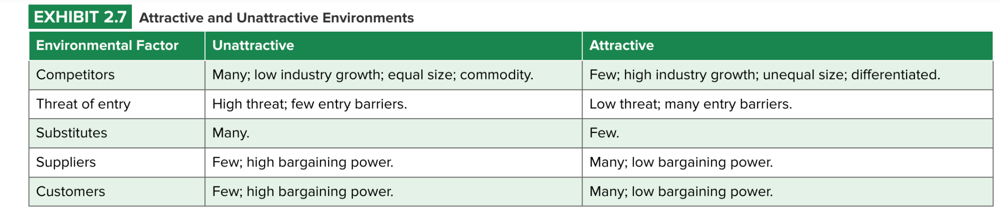 EXHIBIT 2.7 Attractive and Unattractive Environments
Environmental Factor Unattractive Attractive
Competitors Many; low industry growth; equal size; commodity. Few; high industry growth; unequal size; differentiated.
Threat of entry High threat; few entry barriers. Low threat; many entry barriers.
Substitutes Many. Few.
Suppliers Few; high bargaining power. Many; low bargaining power.
Customers Few; high bargaining power. Many; low bargaining power.